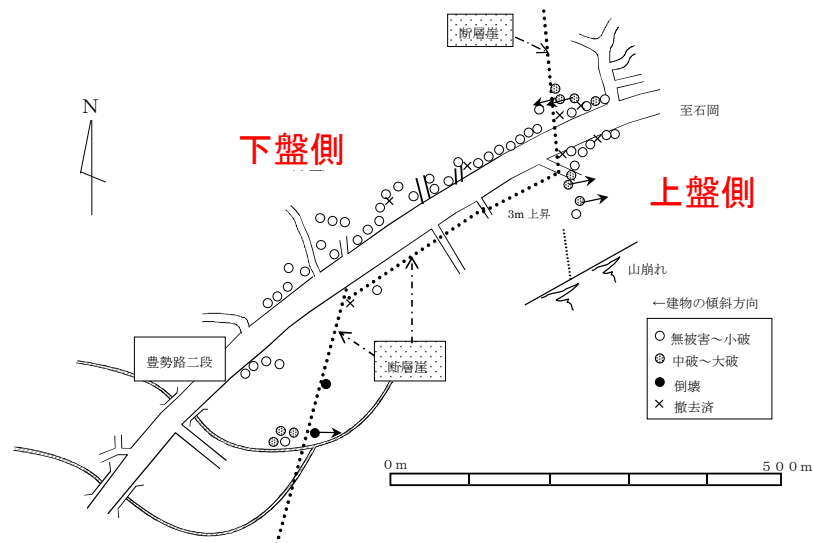 断層崖
N
至石岡
下盤側
上盤側
3m 上昇
山崩れ
←建物の傾斜方向
豊勢路二段
断層崖
○ 無被害～小破
中破～大破
● 倒壊
× 撤去済
0m
500m